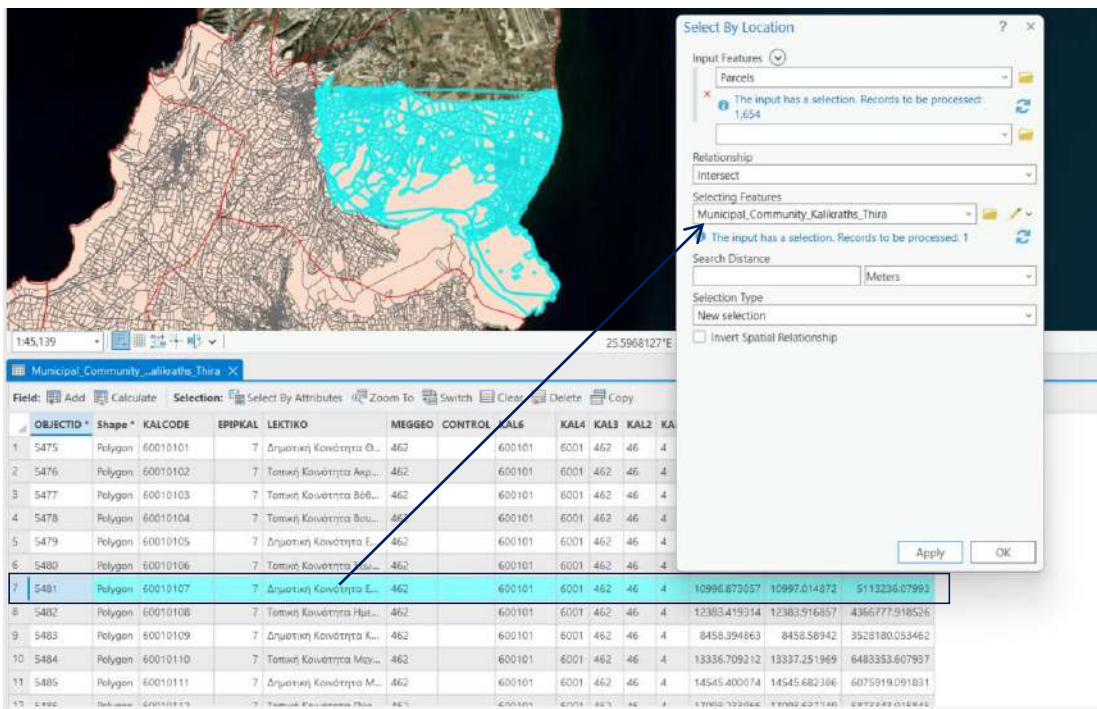 Select By Location ? ×
Input Features
Parcels
The input has a selection. Records to be processed:
1,654
Relationship
Intersect
Selecting Features
Municipal_Community_Kalikraths_Thira
The input has a selection. Records to be processed: 1
Search Distance
Meters
Selection Type
New selection
Invert Spatial Relationship
Apply OK
1:45,139 25.5968127°E
Municipal_Community_...alikraths_Thira ×
Field: Add Calculate Selection: Select By Attributes Zoom To Switch Clear Delete Copy
OBJECTID * Shape * KALCODE EPIPKAL LEKTIKO MEGGEO CONTROL KAL6 KAL4 KAL3 KAL2 KA
1 5475 Polygon 60010101 7 Δημοτική Κοινότητα Θ... 462 600101 6001 462 46 4
2 5476 Polygon 60010102 7 Τοπική Κοινότητα Ακρ... 462 600101 6001 462 46 4
3 5477 Polygon 60010103 7 Τοπική Κοινότητα Βόθ... 462 600101 6001 462 46 4
4 5478 Polygon 60010104 7 Τοπική Κοινότητα Βου... 462 600101 6001 462 46 4
5 5479 Polygon 60010105 7 Δημοτική Κοινότητα Ε... 462 600101 6001 462 46 4
6 5480 Polygon 60010106 7 Τοπική Κοινότητα 462 600101 6001 462 46 4
7 5481 Polygon 60010107 7 Δημοτική Κοινότητα Ε... 462 600101 6001 462 46 4 10996.873057 10997.014872 5113236.07993
8 5482 Polygon 60010108 7 Τοπική Κοινότητα Ημε... 462 600101 6001 462 46 4 12383.419314 12383.916857 4366777.918526
9 5483 Polygon 60010109 7 Δημοτική Κοινότητα Κ... 462 600101 6001 462 46 4 8458.394863 8458.58942 3528180.053462
10 5484 Polygon 60010110 7 Τοπική Κοινότητα Μεγ... 462 600101 6001 462 46 4 13336.709212 13337.251969 6483353.607937
11 5485 Polygon 60010111 7 Δημοτική Κοινότητα Μ... 462 600101 6001 462 46 4 14545.400074 14545.682386 6075919.091831